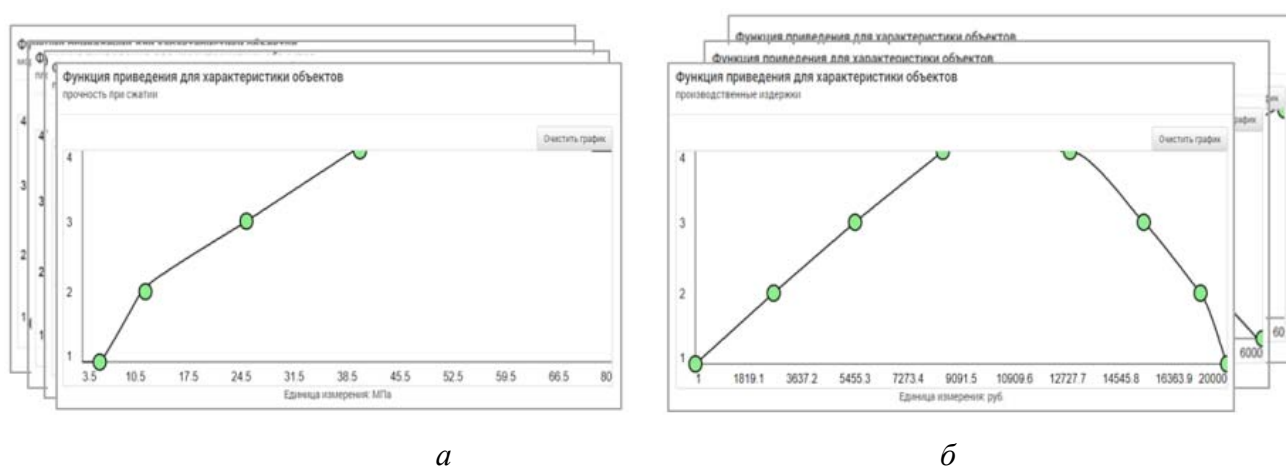 Функция приведения для характеристики объектов
прочность при сжатии
Очистить график
4
3
2
1
3.5 10.5 17.5 24.5 31.5 38.5 45.5 52.5 59.5 66.5 80
Единица измерения: МПа
а
Функция приведения для характеристики объектов
Функция приведения для характеристики объектов
Функция приведения для характеристики объектов
производственные издержки
Очистить график
4
3
2
1
1 1819.1 3637.2 5455.3 7273.4 9091.5 10909.6 12727.7 14545.8 16363.9 20000
Единица измерения: руб
6000
60
б